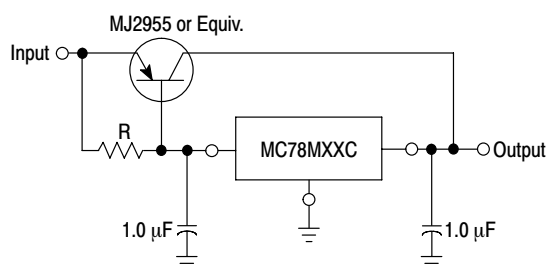 MJ2955 or Equiv.
Input
R
MC78MXXC
Output
1.0 μF
1.0 μF